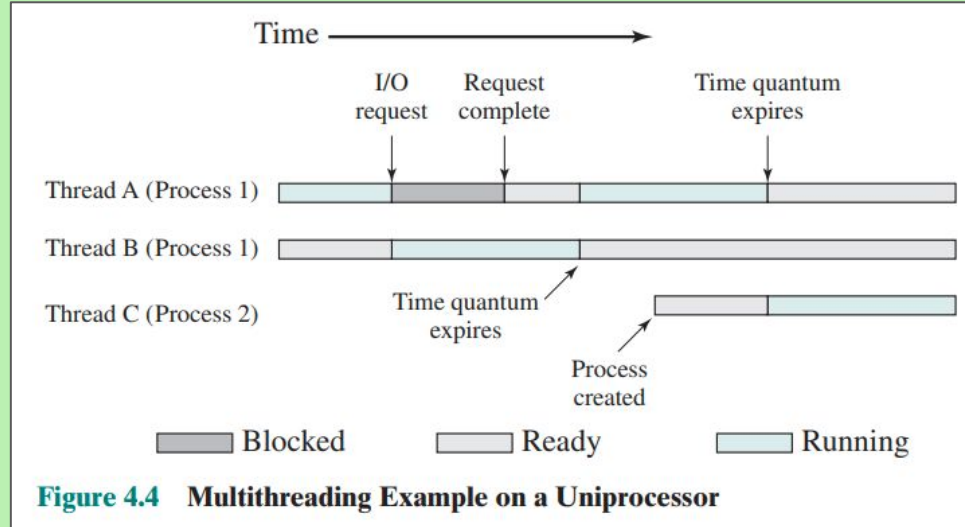 Time
I/O
request
Request
complete
Time quantum
expires
Thread A (Process 1)
Thread B (Process 1)
Time quantum
expires
Thread C (Process 2)
Process
created
Blocked
Ready
Running
Figure 4.4 Multithreading Example on a Uniprocessor